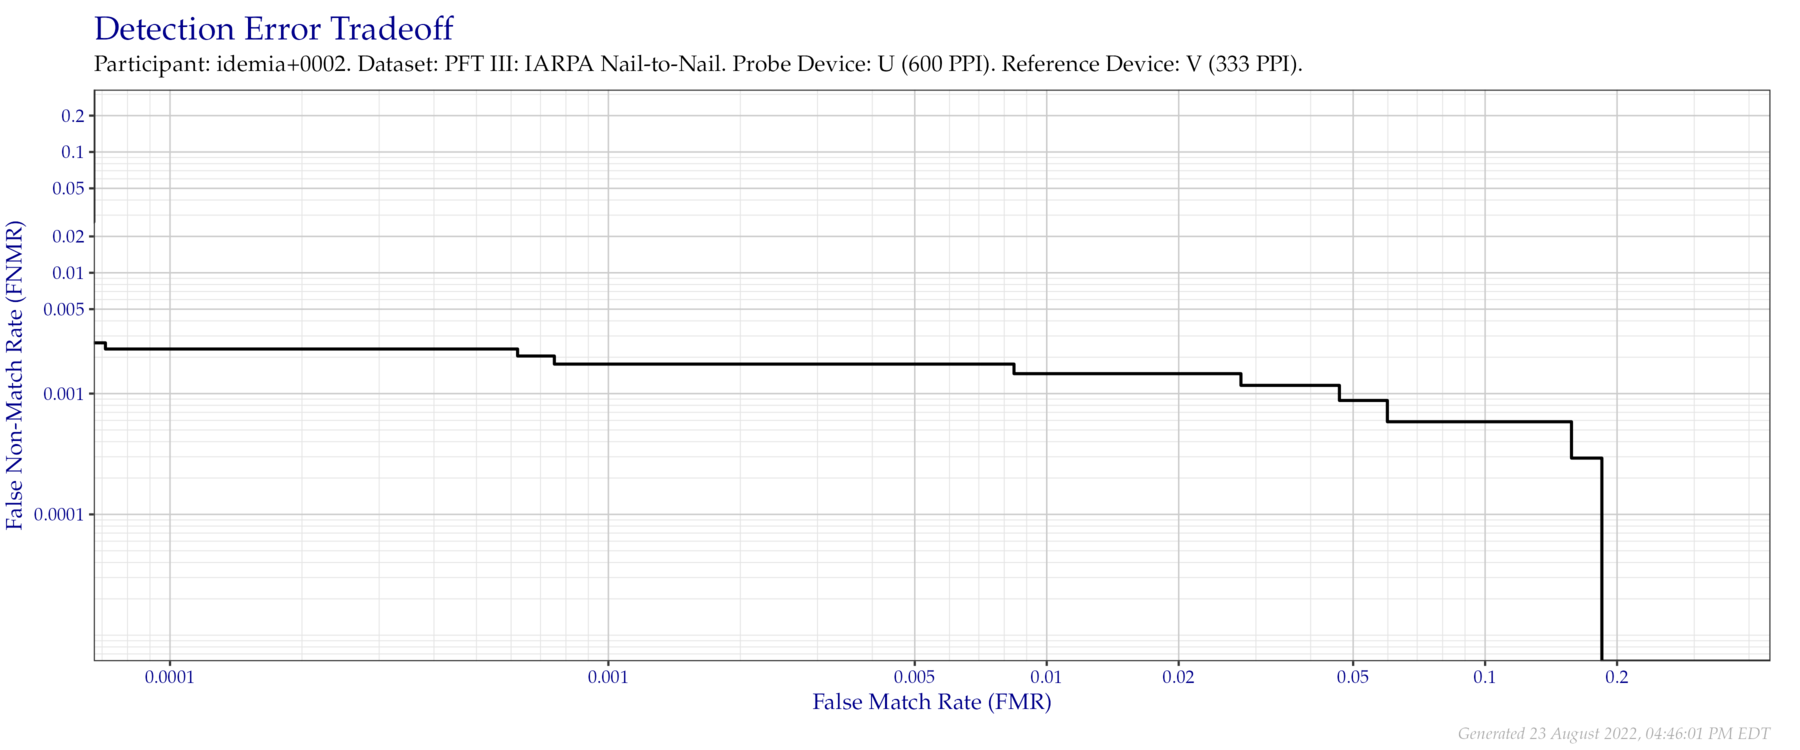 Detection Error Tradeoff
Participant: idemia+0002. Dataset: PFT III: IARPA Nail-to-Nail. Probe Device: U (600 PPI). Reference Device: V (333 PPI).
False Non-Match Rate (FNMR)
0.2
0.1
0.05
0.02
0.01
0.005
0.001
0.0001
0.0001 0.001 0.005 0.01 0.02 0.05 0.1 0.2
False Match Rate (FMR)
Generated 23 August 2022, 04:46:01 PM EDT